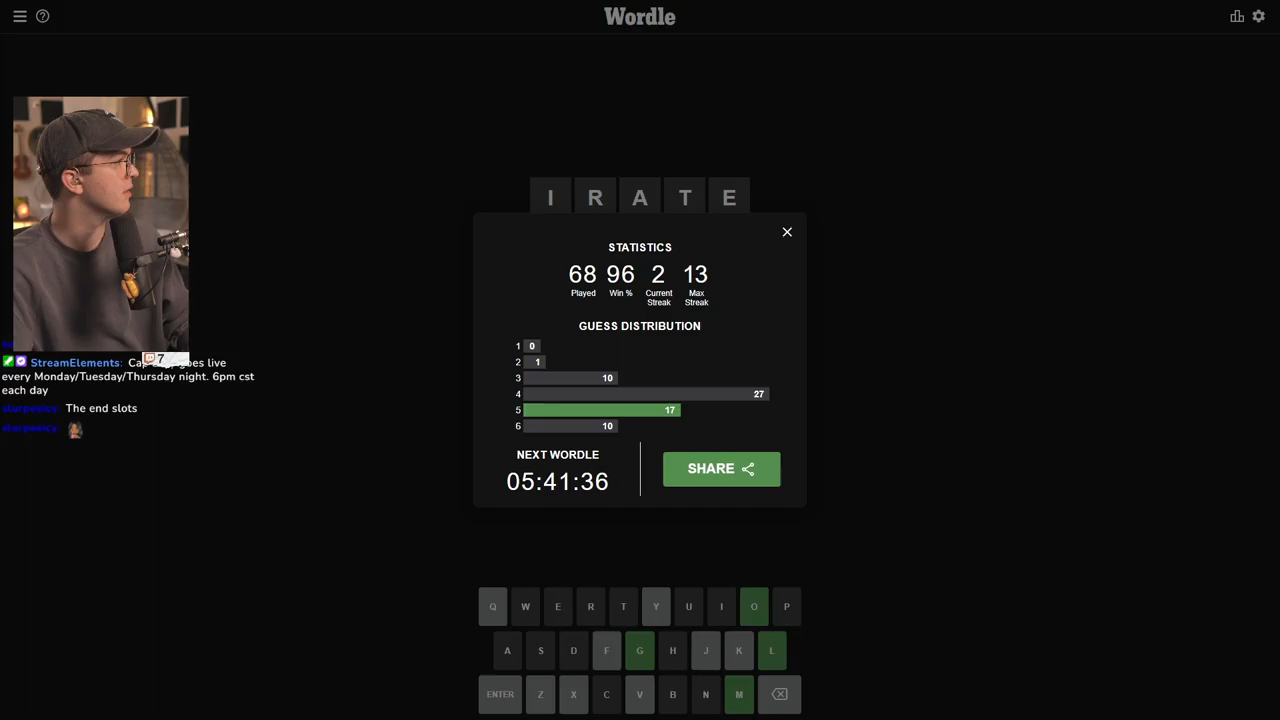 Wordle
I R A T E
STATISTICS
68 96 2 13
Played Win % Current Streak Max Streak
GUESS DISTRIBUTION
1 0
2 1
3 10
4 27
5 17
6 10
NEXT WORDLE
05:41:36
SHARE
7
StreamElements: Ca goes live
every Monday/Tuesday/Thursday night. 6pm cst
each day
The end slots
Q W E R T Y U I O P
A S D F G H J K L
ENTER Z X C V B N M